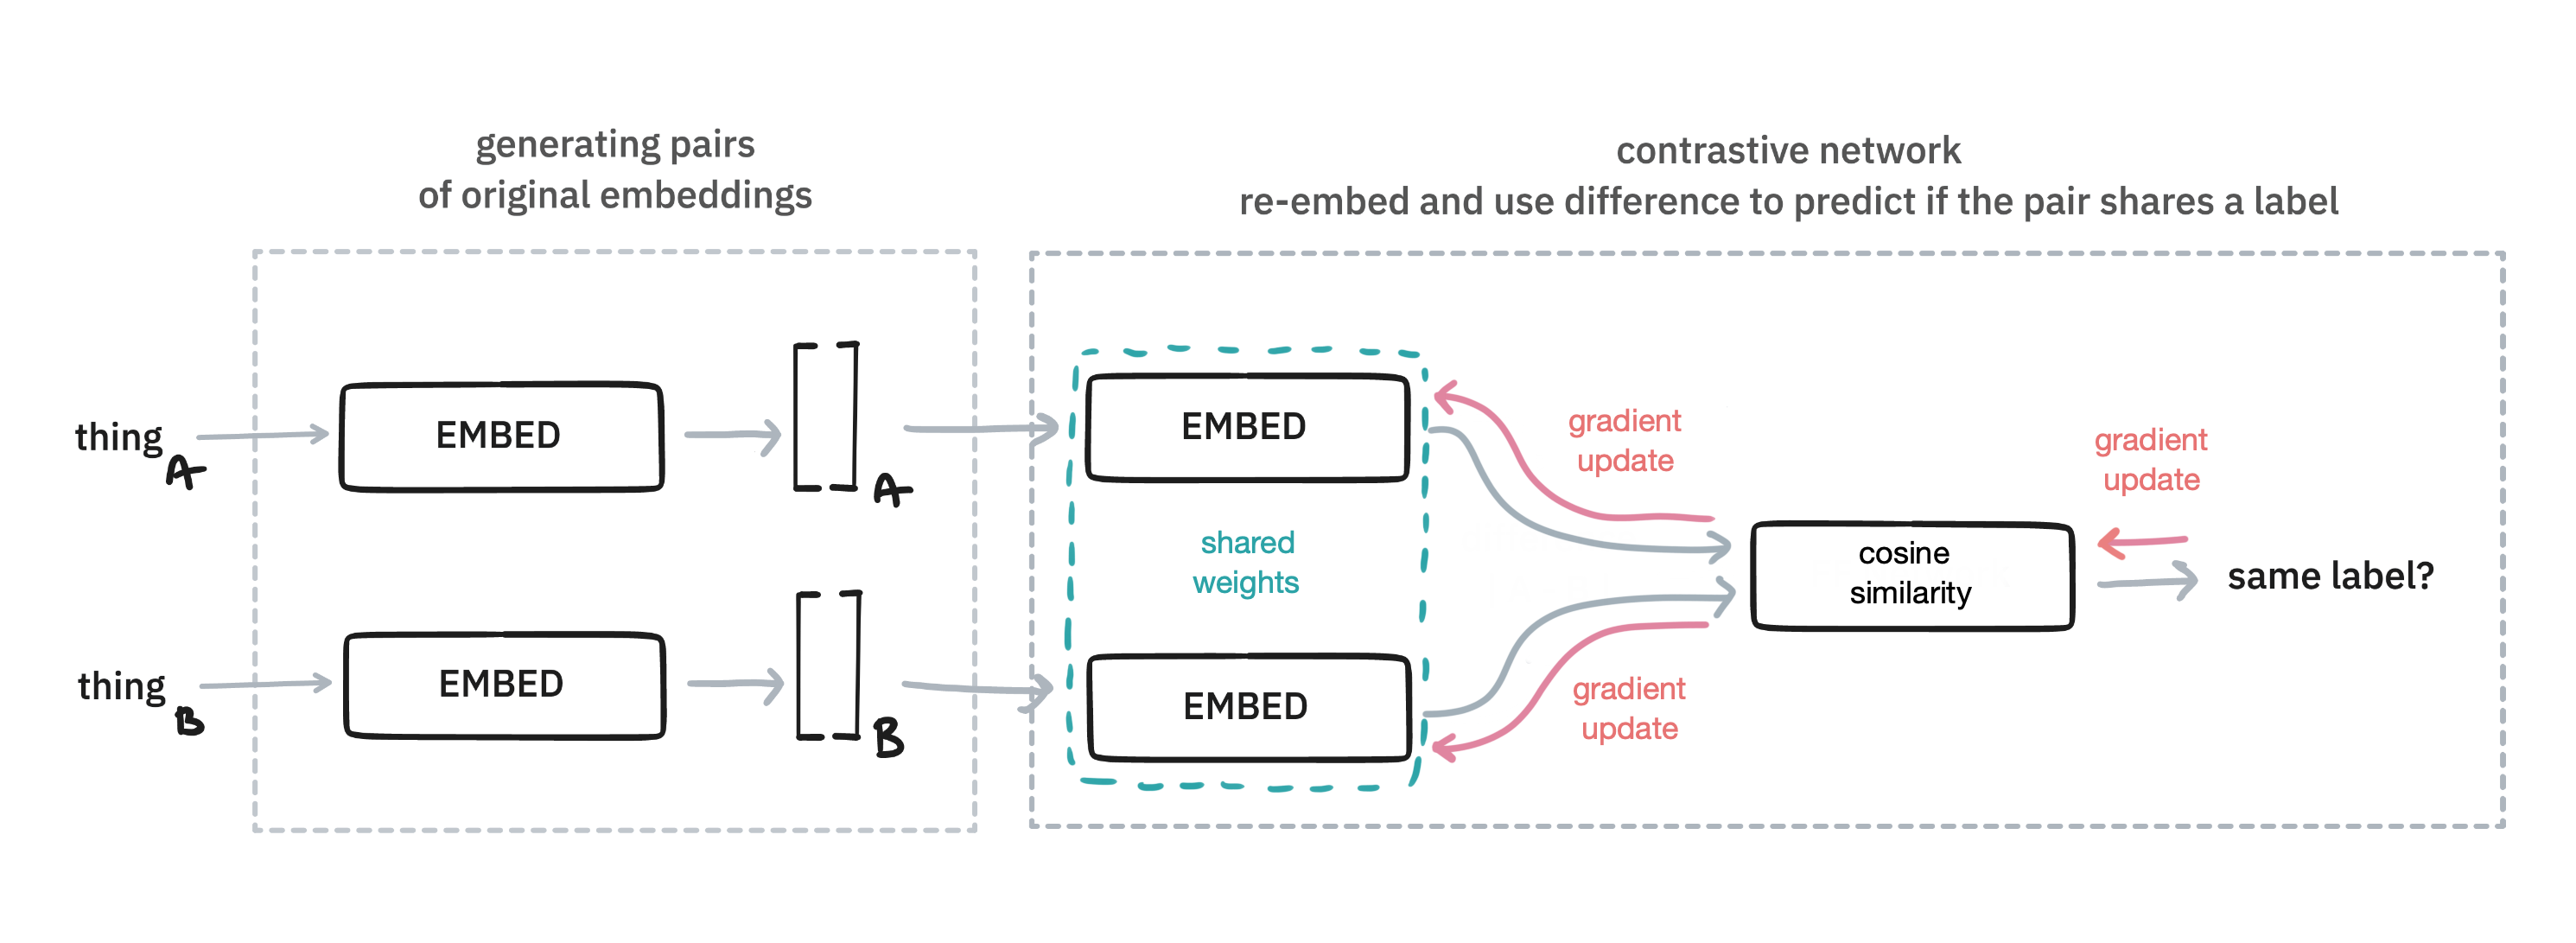 generating pairs
of original embeddings
contrastive network
re-embed and use difference to predict if the pair shares a label
thing A
EMBED
A
thing B
EMBED
B
EMBED
shared
weights
EMBED
gradient
update
gradient
update
cosine
similarity
gradient
update
same label?